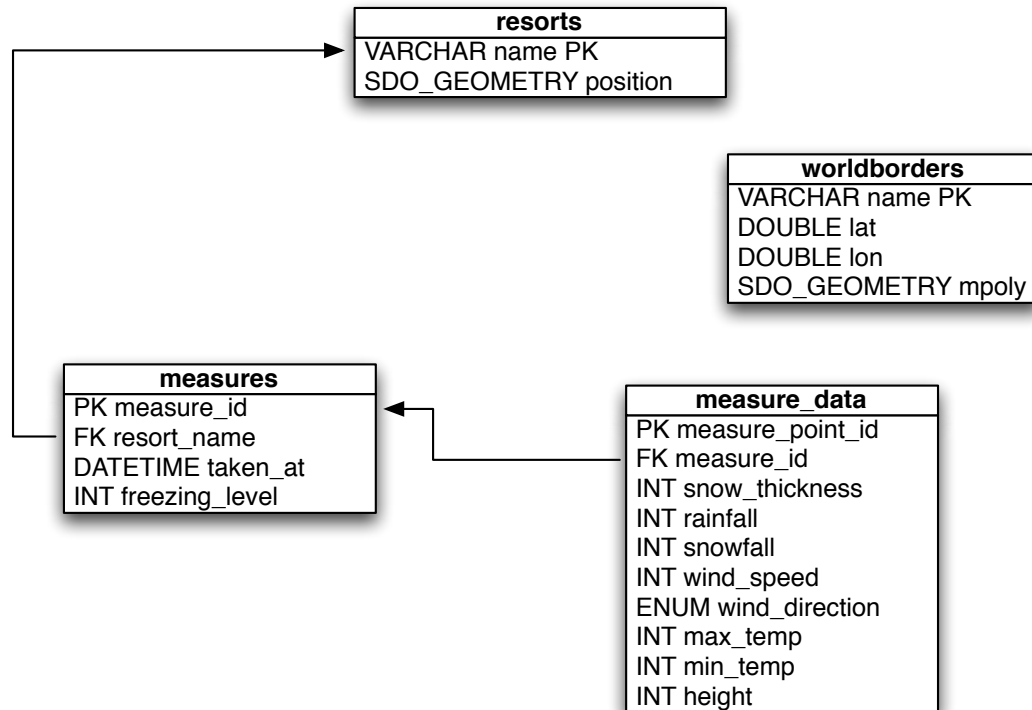 resorts
VARCHAR name PK
SDO_GEOMETRY position
worldborders
VARCHAR name PK
DOUBLE lat
DOUBLE lon
SDO_GEOMETRY mpoly
measures
PK measure_id
FK resort_name
DATETIME taken_at
INT freezing_level
measure_data
PK measure_point_id
FK measure_id
INT snow_thickness
INT rainfall
INT snowfall
INT wind_speed
ENUM wind_direction
INT max_temp
INT min_temp
INT height